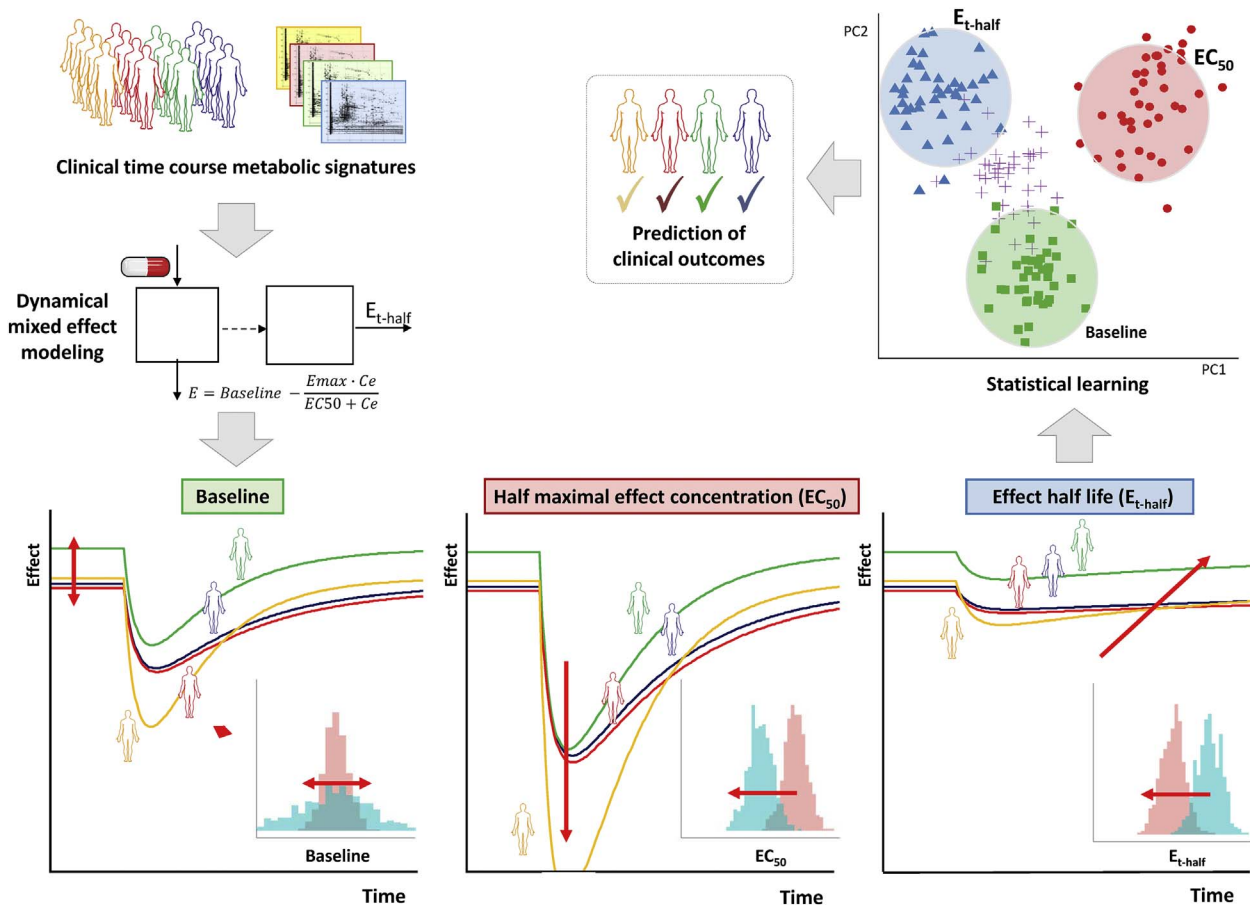 Clinical time course metabolic signatures
Dynamical
mixed effect
modeling
E_t-half
E = Baseline − Emax · Ce / EC50 + Ce
Prediction of
clinical outcomes
PC2
E_t-half
EC_50
Baseline
PC1
Statistical learning
Baseline
Effect
Baseline
Time
Half maximal effect concentration (EC_50)
Effect
EC_50
Time
Effect half life (E_t-half)
Effect
E_t-half
Time